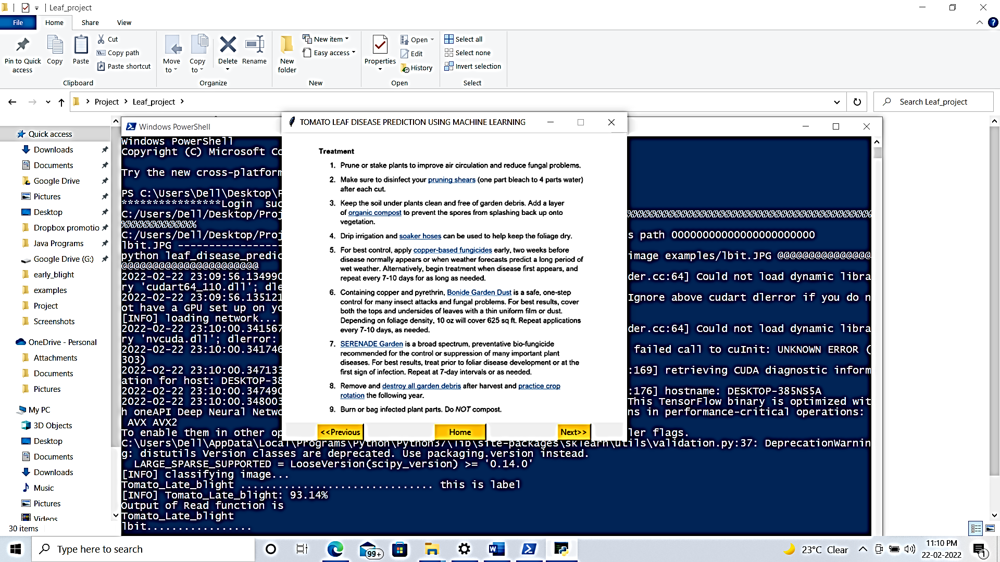 Leaf_project
File
Home
Share
View
Pin to Quick access
Copy
Paste
Cut
Copy path
Paste shortcut
Clipboard
Move to
Copy to
Delete
Rename
Organize
New folder
New item
Easy access
New
Properties
Open
Edit
History
Open
Select all
Select none
Invert selection
Select
Project
Leaf_project
Search Leaf_project
Quick access
Downloads
Documents
Google Drive
Pictures
Desktop
Dropbox promotio
Java Programs
Google Drive (G:)
early_blight
examples
Project
Screenshots
OneDrive - Personal
Attachments
Documents
Pictures
My PC
3D Objects
Desktop
Documents
Downloads
Music
Pictures
Videos
30 items
Windows PowerShell
Windows PowerShell
Copyright (C) Microsoft Co
Try the new cross-platform
PS C:\Users\Dell\Desktop\P
****************Login  suc
C:/Users/Dell/Desktop/Proj %%%%%%%%%%%%%%%%%%%%%%%%%%%%%%%%%%%%%%%
%%%%%%%%%%%%
C:/Users/Dell/Desktop/Proj s path OOOOOOOOOOOOOOOOOOOOOOO
lbit.JPG -----------------
python leaf_disease_predic image examples/lbit.JPG @@@@@@@@@@@@@@@
@@@@@@@@@@@@@@@@@@@@@@
2022-02-22 23:09:56.134990 der.cc:64] Could not load dynamic libra
ry 'cudart64_110.dll'; dle
2022-02-22 23:09:56.135121 Ignore above cudart dlerror if you do n
ot have a GPU set up on yo
[INFO] loading network...
2022-02-22 23:10:00.341567 der.cc:64] Could not load dynamic libra
ry 'nvcuda.dll'; dlerror:
2022-02-22 23:10:00.341746 failed call to cuInit: UNKNOWN ERROR (
303)
2022-02-22 23:10:00.347133 :169] retrieving CUDA diagnostic inform
ation for host: DESKTOP-38
2022-02-22 23:10:00.347490 :176] hostname: DESKTOP-385NS5A
2022-02-22 23:10:00.348003 This TensorFlow binary is optimized wit
h oneAPI Deep Neural Netwo ns in performance-critical operations:
AVX AVX2
To enable them in other op ler flags.
C:\Users\Dell\AppData\Local\Programs\Python\Python37\lib\site-packages\sklearn\utils\validation.py:37: DeprecationWarnin
g: distutils Version classes are deprecated. Use packaging.version instead.
LARGE_SPARSE_SUPPORTED = LooseVersion(scipy_version) >= '0.14.0'
[INFO] classifying image...
Tomato_Late_blight ............................... this is label
[INFO] Tomato_Late_blight: 93.14%
Output of Read function is
Tomato_Late_blight
lbit.................
TOMATO LEAF DISEASE PREDICTION USING MACHINE LEARNING
Treatment
1. Prune or stake plants to improve air circulation and reduce fungal problems.
2. Make sure to disinfect your pruning shears (one part bleach to 4 parts water)
after each cut.
3. Keep the soil under plants clean and free of garden debris. Add a layer
of organic compost to prevent the spores from splashing back up onto
vegetation.
4. Drip irrigation and soaker hoses can be used to help keep the foliage dry.
5. For best control, apply copper-based fungicides early, two weeks before
disease normally appears or when weather forecasts predict a long period of
wet weather. Alternatively, begin treatment when disease first appears, and
repeat every 7-10 days for as long as needed.
6. Containing copper and pyrethrin, Bonide Garden Dust is a safe, one-step
control for many insect attacks and fungal problems. For best results, cover
both the tops and undersides of leaves with a thin uniform film or dust.
Depending on foliage density, 10 oz will cover 625 sq ft. Repeat applications
every 7-10 days, as needed.
7. SERENADE Garden is a broad spectrum, preventative bio-fungicide
recommended for the control or suppression of many important plant
diseases. For best results, treat prior to foliar disease development or at the
first sign of infection. Repeat at 7-day intervals or as needed.
8. Remove and destroy all garden debris after harvest and practice crop
rotation the following year.
9. Burn or bag infected plant parts. Do NOT compost.
<<Previous
Home
Next>>
Type here to search
99+
23°C Clear
11:10 PM
22-02-2022
1